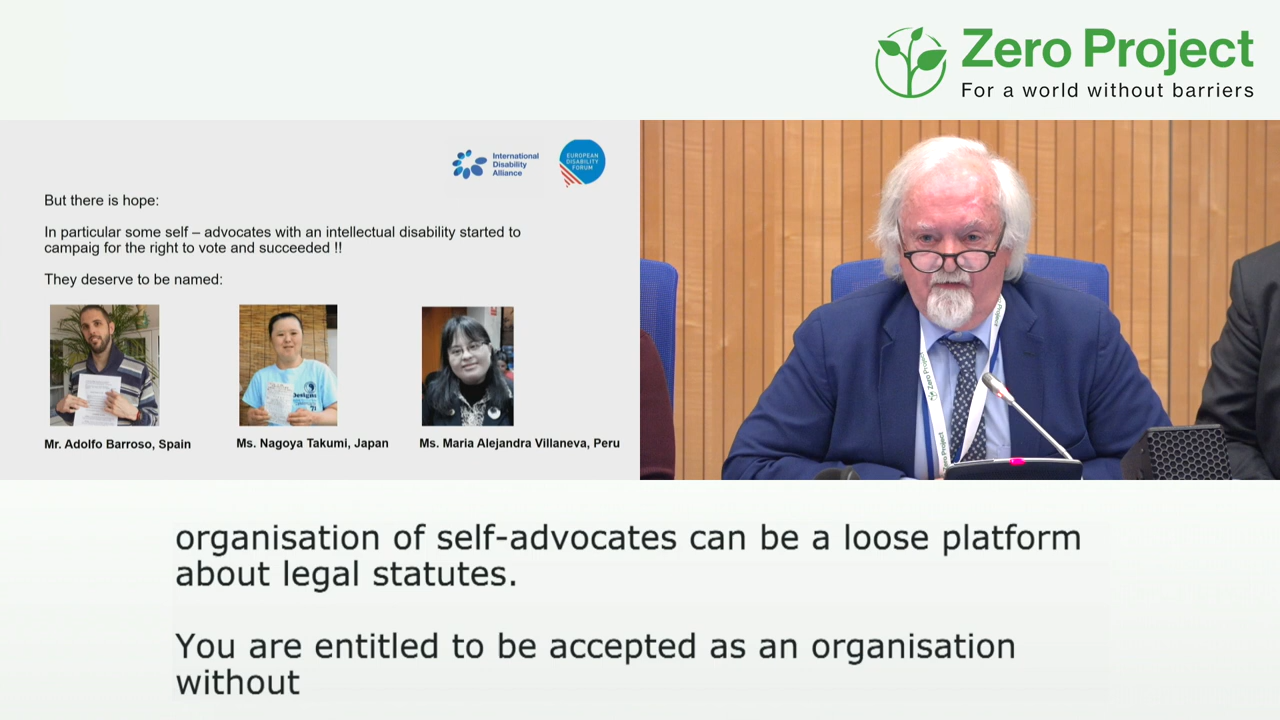 Zero Project
For a world without barriers
International
Disability
Alliance
EUROPEAN
DISABILITY
FORUM
But there is hope:
In particular some self – advocates with an intellectual disability started to
campaig for the right to vote and succeeded !!
They deserve to be named:
Mr. Adolfo Barroso, Spain
Ms. Nagoya Takumi, Japan
Ms. Maria Alejandra Villaneva, Peru
organisation of self-advocates can be a loose platform
about legal statutes.
You are entitled to be accepted as an organisation
without